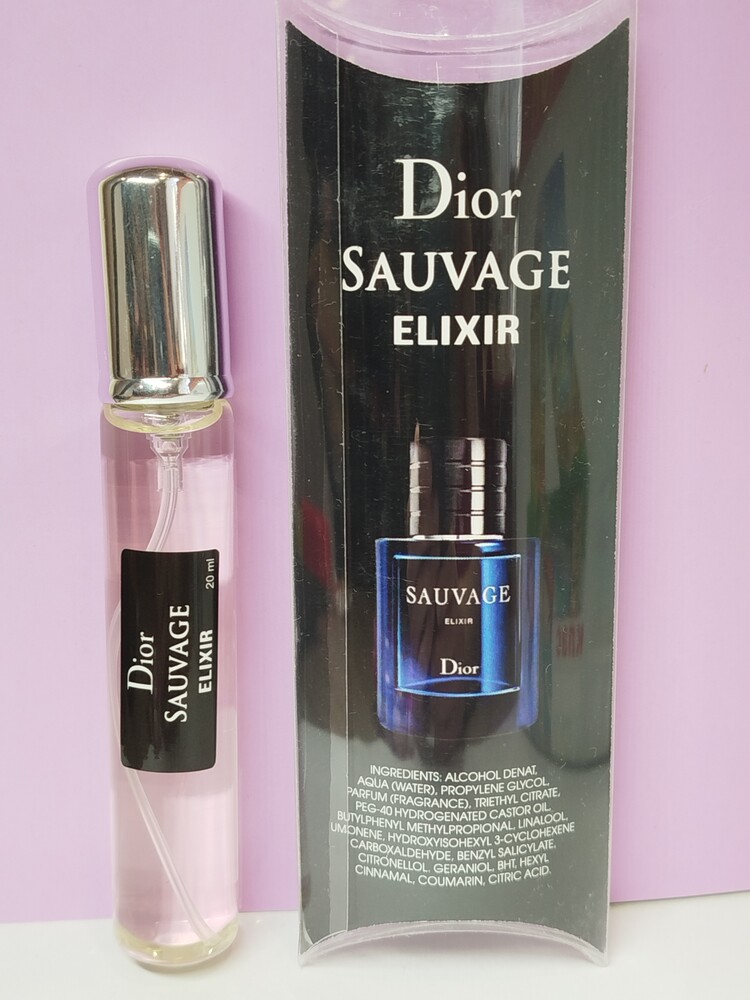 Dior
SAUVAGE
ELIXIR
20 ml
Dior
SAUVAGE
ELIXIR
SAUVAGE
ELIXIR
Dior
INGREDIENTS: ALCOHOL DENAT,
AQUA (WATER), PROPYLENE GLYCOL,
PARFUM (FRAGRANCE), TRIETHYL CITRATE,
PEG-40 HYDROGENATED CASTOR OIL,
BUTYLPHENYL METHYLPROPIONAL, LINALOOL,
LIMONENE, HYDROXYISOHEXYL 3-CYCLOHEXENE
CARBOXALDEHYDE, BENZYL SALICYLATE,
CITRONELLOL, GERANIOL, BHT, HEXYL
CINNAMAL, COUMARIN, CITRIC ACID.